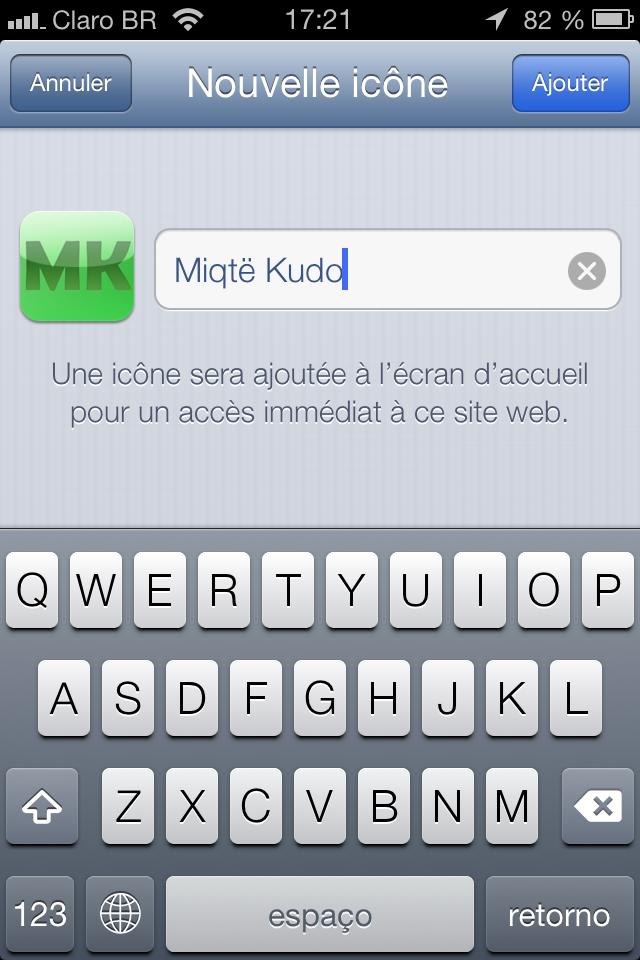 Claro BR 17:21 82 %
Annuler Nouvelle icône Ajouter
MK Miqtë Kudo
Une icône sera ajoutée à l’écran d’accueil
pour un accès immédiat à ce site web.
Q W E R T Y U I O P
A S D F G H J K L
Z X C V B N M
123 espaço retorno